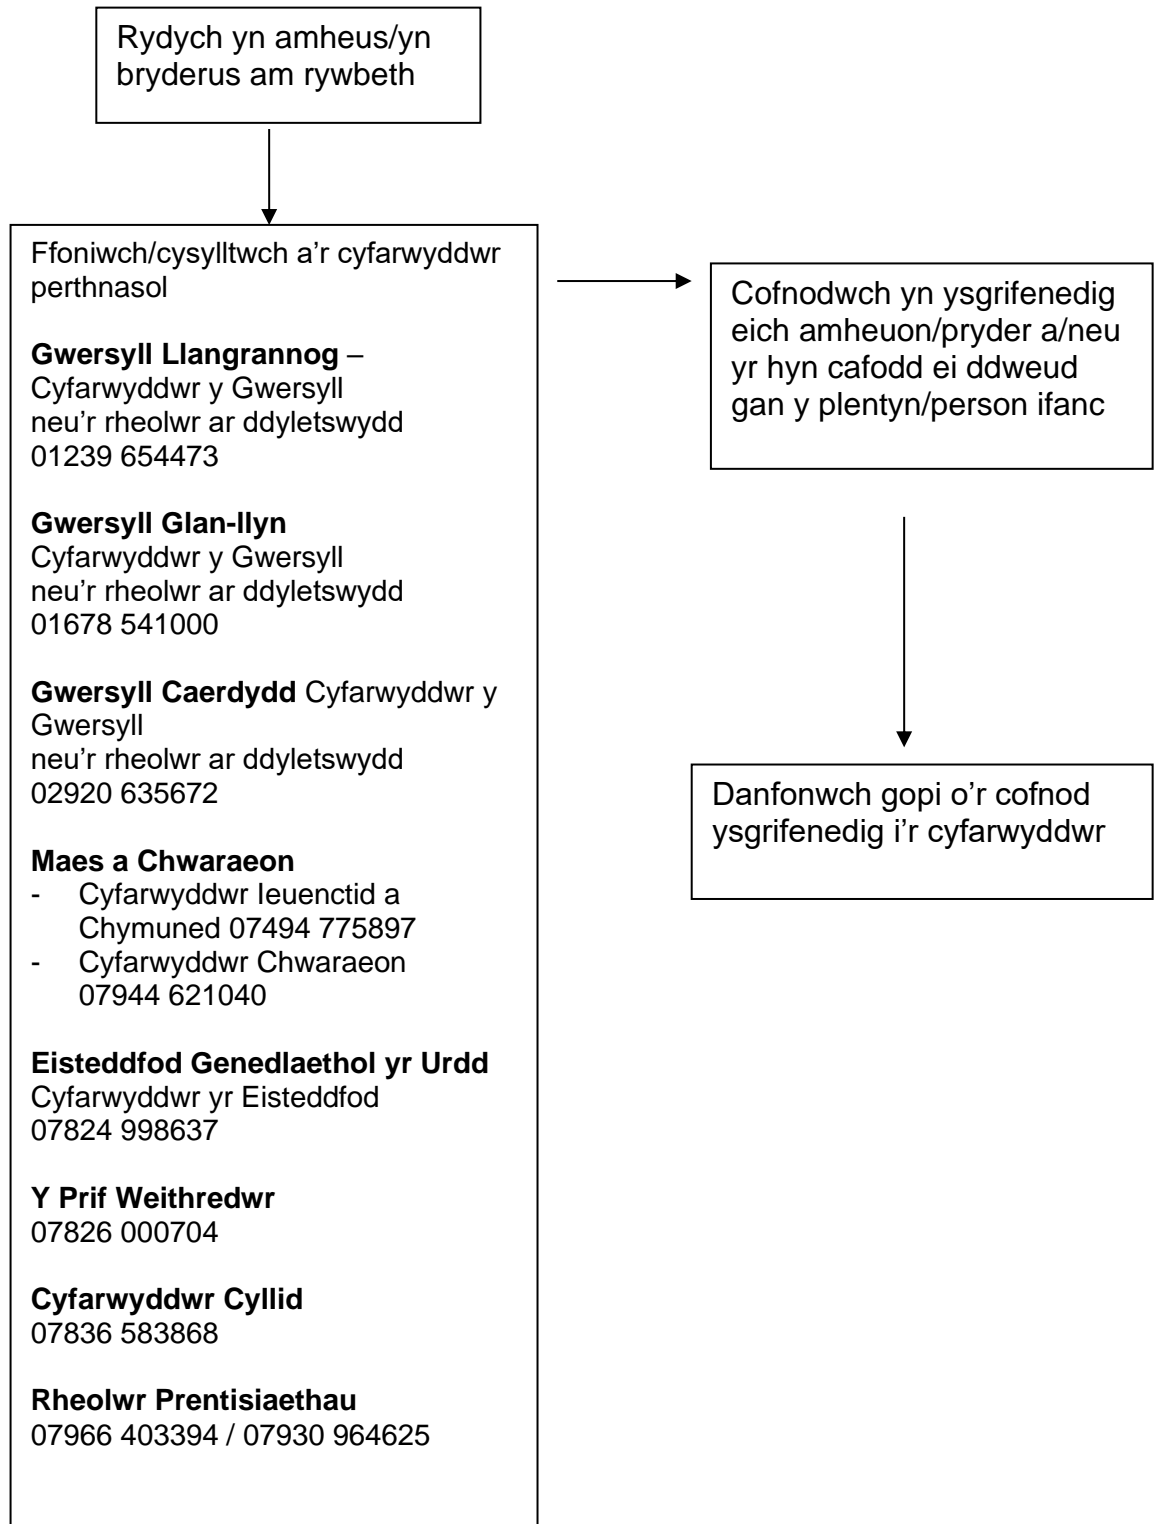 Rydych yn amheus/yn
bryderus am rywbeth
Ffoniwch/cysylltwch a'r cyfarwyddwr
perthnasol
Gwersyll Llangrannog –
Cyfarwyddwr y Gwersyll
neu'r rheolwr ar ddyletswydd
01239 654473
Gwersyll Glan-llyn
Cyfarwyddwr y Gwersyll
neu'r rheolwr ar ddyletswydd
01678 541000
Gwersyll Caerdydd Cyfarwyddwr y
Gwersyll
neu'r rheolwr ar ddyletswydd
02920 635672
Maes a Chwaraeon
- Cyfarwyddwr Ieuenctid a
Chymuned 07494 775897
- Cyfarwyddwr Chwaraeon
07944 621040
Eisteddfod Genedlaethol yr Urdd
Cyfarwyddwr yr Eisteddfod
07824 998637
Y Prif Weithredwr
07826 000704
Cyfarwyddwr Cyllid
07836 583868
Rheolwr Prentisiaethau
07966 403394 / 07930 964625
Cofnodwch yn ysgrifenedig
eich amheuon/pryder a/neu
yr hyn cafodd ei ddweud
gan y plentyn/person ifanc
Danfonwch gopi o'r cofnod
ysgrifenedig i'r cyfarwyddwr